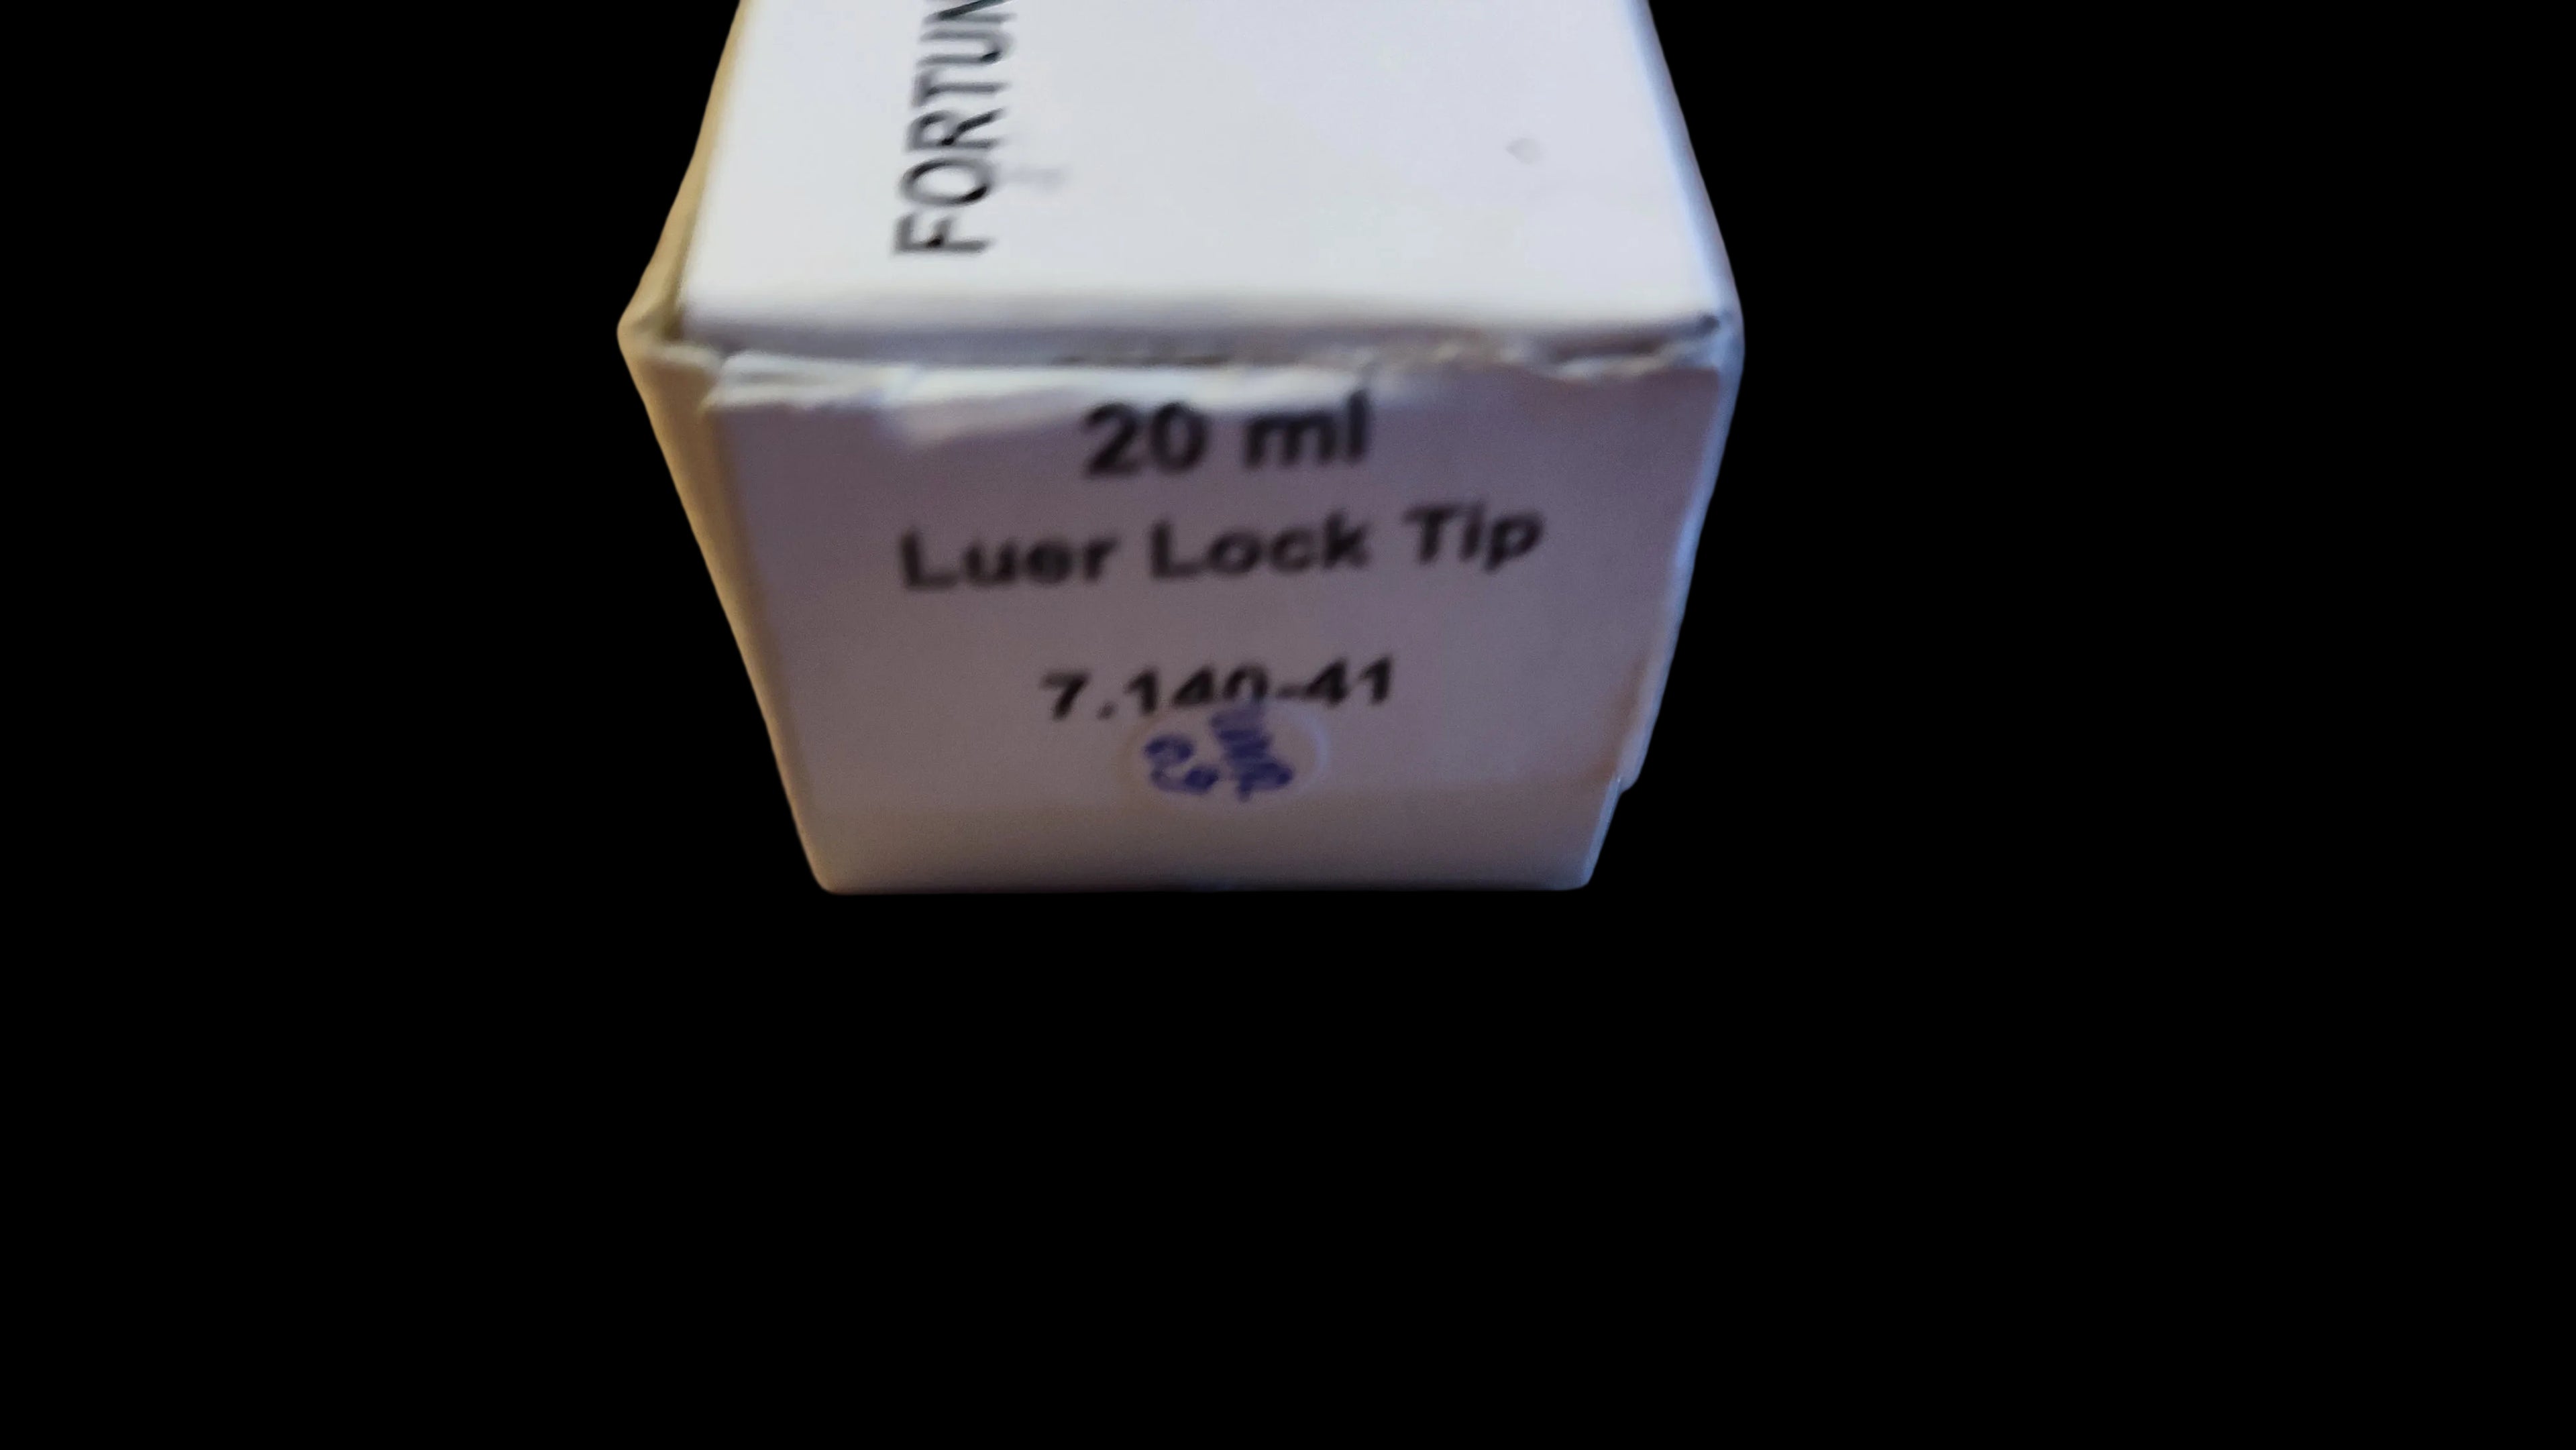 FORTUN
20 ml
Luer Lock Tip
7.140-41